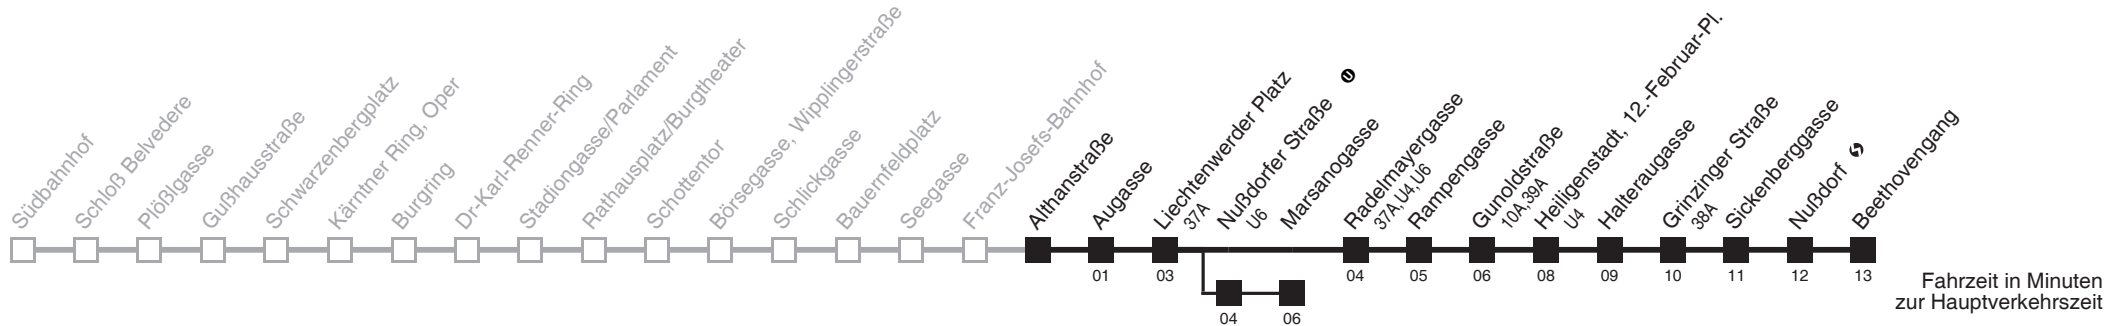 Südbahnhof
Schloß Belvedere
Plößlgasse
Gußhausstraße
Schwarzenbergplatz
Kärntner Ring, Oper
Burgring
Dr-Karl-Renner-Ring
Stadiongasse/Parlament
Rathausplatz/Burgtheater
Schottentor
Börsegasse, Wipplingerstraße
Schlickgasse
Bauernfeldplatz
Seegasse
Franz-Josefs-Bahnhof
Althanstraße
Augasse
Liechtenwerder Platz
37A
Nußdorfer Straße U
U6
Marsanogasse
Radelmayergasse
37A,U4,U6
Rampengasse
Gunoldstraße
10A,39A
Heiligenstadt, 12.-Februar-Pl.
U4
Halteraugasse
Grinzinger Straße
38A
Sickenberggasse
Nußdorf
Beethovengang
01 03 04 05 06 08 09 10 11 12 13
04 06
Fahrzeit in Minuten
zur Hauptverkehrszeit